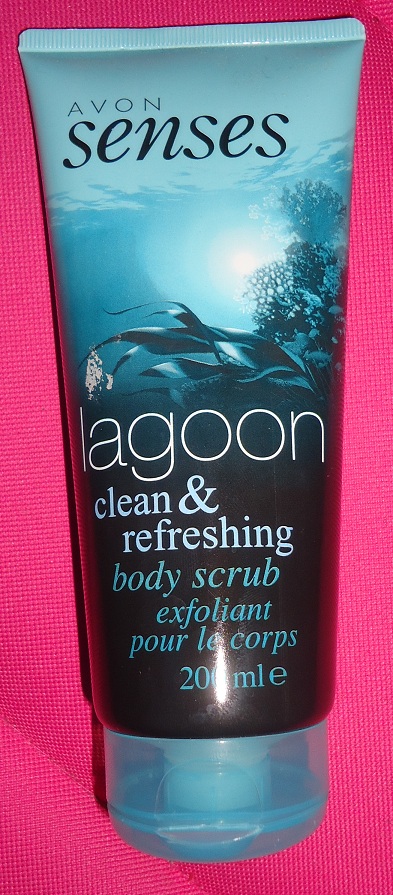 AVON
senses
lagoon
clean &
refreshing
body scrub
exfoliant
pour le corps
200 ml e